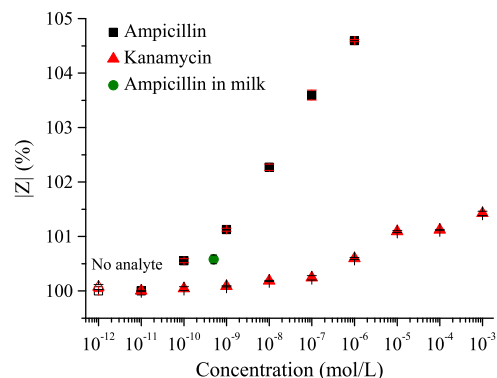 105
104
103
102
101
100
|Z| (%)
Ampicillin
Kanamycin
Ampicillin in milk
No analyte
10⁻¹² 10⁻¹¹ 10⁻¹⁰ 10⁻⁹ 10⁻⁸ 10⁻⁷ 10⁻⁶ 10⁻⁵ 10⁻⁴ 10⁻³
Concentration (mol/L)